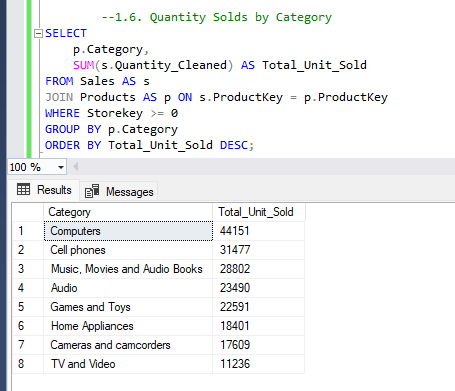 --1.6. Quantity Solds by Category
SELECT
p.Category,
SUM(s.Quantity_Cleaned) AS Total_Unit_Sold
FROM Sales AS s
JOIN Products AS p ON s.ProductKey = p.ProductKey
WHERE Storekey >= 0
GROUP BY p.Category
ORDER BY Total_Unit_Sold DESC;
100 %
Results Messages
Category Total_Unit_Sold
1 Computers 44151
2 Cell phones 31477
3 Music, Movies and Audio Books 28802
4 Audio 23490
5 Games and Toys 22591
6 Home Appliances 18401
7 Cameras and camcorders 17609
8 TV and Video 11236